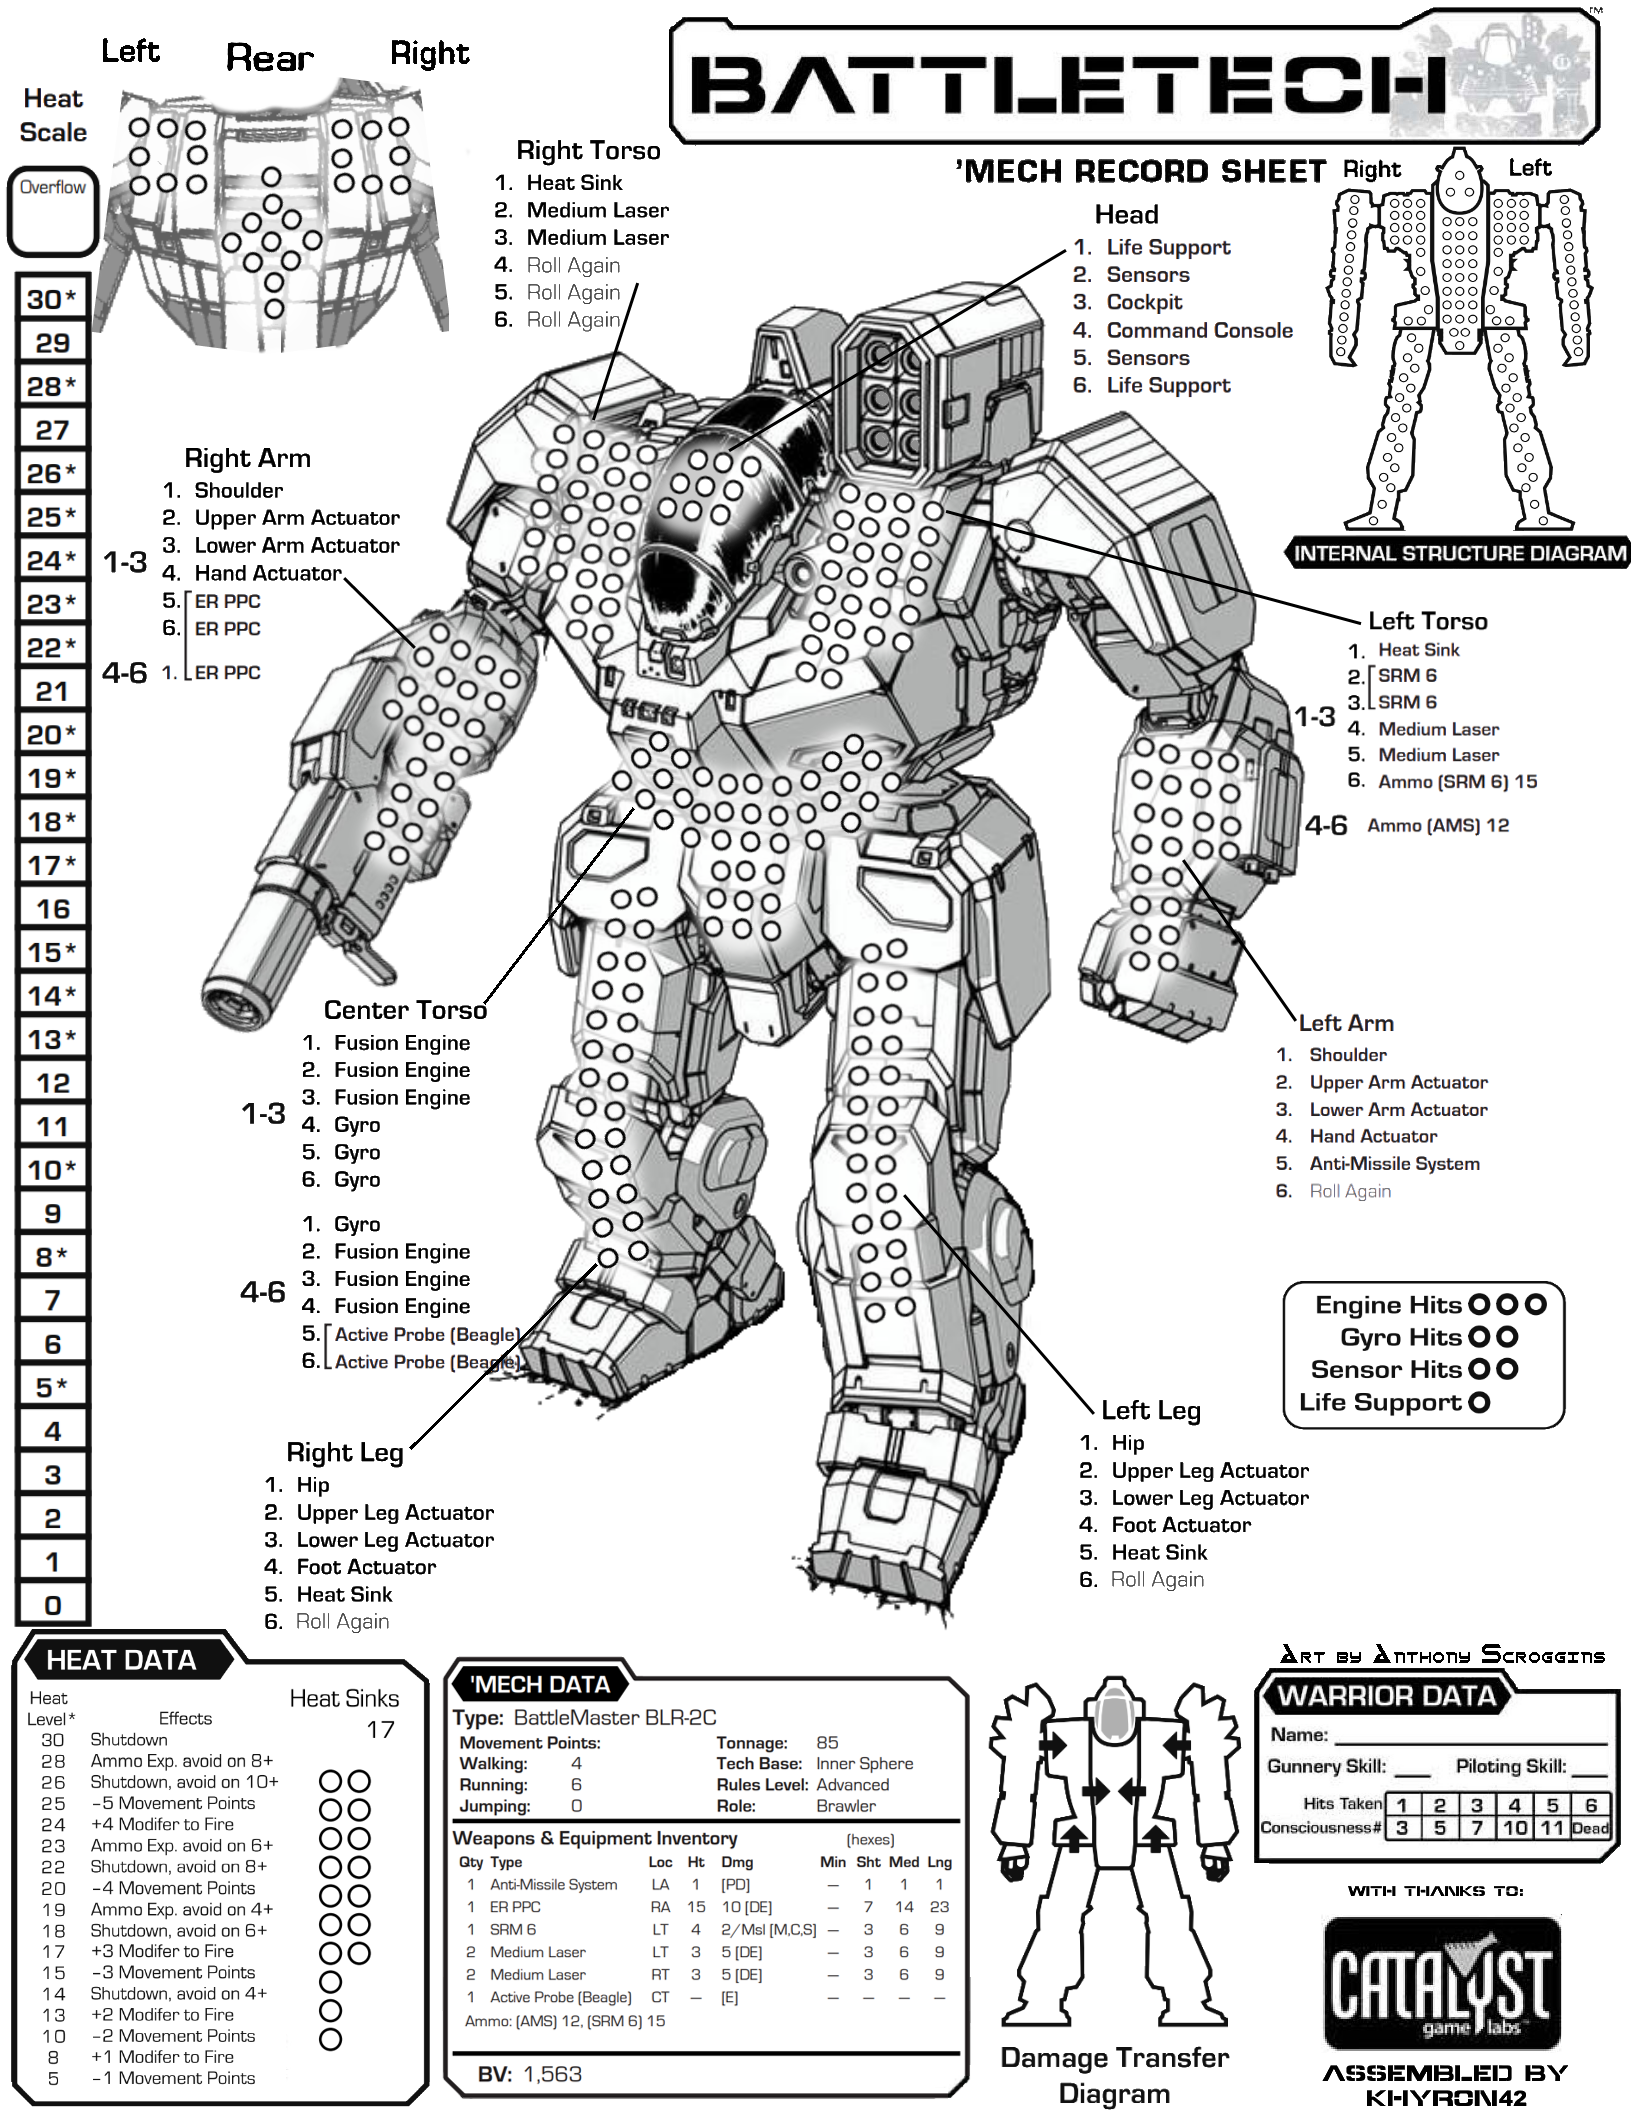 Left Rear Right
Heat
Scale
Overflow
30*
29
28*
27
26*
25*
24*
23*
22*
21
20*
19*
18*
17*
16
15*
14*
13*
12
11
10*
9
8*
7
6
5*
4
3
2
1
0
BATTLETECH™
'MECH RECORD SHEET
Right Left
INTERNAL STRUCTURE DIAGRAM
Right Torso
1. Heat Sink
2. Medium Laser
3. Medium Laser
4. Roll Again
5. Roll Again
6. Roll Again
Head
1. Life Support
2. Sensors
3. Cockpit
4. Command Console
5. Sensors
6. Life Support
Right Arm
1. Shoulder
2. Upper Arm Actuator
1-3 3. Lower Arm Actuator
4. Hand Actuator
5. ER PPC
6. ER PPC
4-6 1. ER PPC
Left Torso
1. Heat Sink
2. SRM 6
3. SRM 6
1-3 4. Medium Laser
5. Medium Laser
6. Ammo (SRM 6) 15
4-6 Ammo (AMS) 12
Center Torso
1. Fusion Engine
2. Fusion Engine
3. Fusion Engine
1-3 4. Gyro
5. Gyro
6. Gyro
1. Gyro
2. Fusion Engine
3. Fusion Engine
4-6 4. Fusion Engine
5. Active Probe (Beagle)
6. Active Probe (Beagle)
Left Arm
1. Shoulder
2. Upper Arm Actuator
3. Lower Arm Actuator
4. Hand Actuator
5. Anti-Missile System
6. Roll Again
Engine Hits
Gyro Hits
Sensor Hits
Life Support
Right Leg
1. Hip
2. Upper Leg Actuator
3. Lower Leg Actuator
4. Foot Actuator
5. Heat Sink
6. Roll Again
Left Leg
1. Hip
2. Upper Leg Actuator
3. Lower Leg Actuator
4. Foot Actuator
5. Heat Sink
6. Roll Again
HEAT DATA
Heat
Level* Effects
Heat Sinks
17
30 Shutdown
28 Ammo Exp. avoid on 8+
26 Shutdown, avoid on 10+
25 -5 Movement Points
24 +4 Modifer to Fire
23 Ammo Exp. avoid on 6+
22 Shutdown, avoid on 8+
20 -4 Movement Points
19 Ammo Exp. avoid on 4+
18 Shutdown, avoid on 6+
17 +3 Modifer to Fire
15 -3 Movement Points
14 Shutdown, avoid on 4+
13 +2 Modifer to Fire
10 -2 Movement Points
8 +1 Modifer to Fire
5 -1 Movement Points
'MECH DATA
Type: BattleMaster BLR-2C
Movement Points: Tonnage: 85
Walking: 4 Tech Base: Inner Sphere
Running: 6 Rules Level: Advanced
Jumping: 0 Role: Brawler
Weapons & Equipment Inventory (hexes)
Qty Type Loc Ht Dmg Min Sht Med Lng
1 Anti-Missile System LA 1 [PD] — 1 1 1
1 ER PPC RA 15 10 [DE] — 7 14 23
1 SRM 6 LT 4 2/Msl [M,C,S] — 3 6 9
2 Medium Laser LT 3 5 [DE] — 3 6 9
2 Medium Laser RT 3 5 [DE] — 3 6 9
1 Active Probe (Beagle) CT — [E] — — — —
Ammo: (AMS) 12, (SRM 6) 15
BV: 1,563
Damage Transfer
Diagram
Art by Anthony Scroggins
WARRIOR DATA
Name:
Gunnery Skill: Piloting Skill:
Hits Taken 1 2 3 4 5 6
Consciousness# 3 5 7 10 11 Dead
WITH THANKS TO:
CATALYST
game labs™
ASSEMBLED BY
KHYRON42